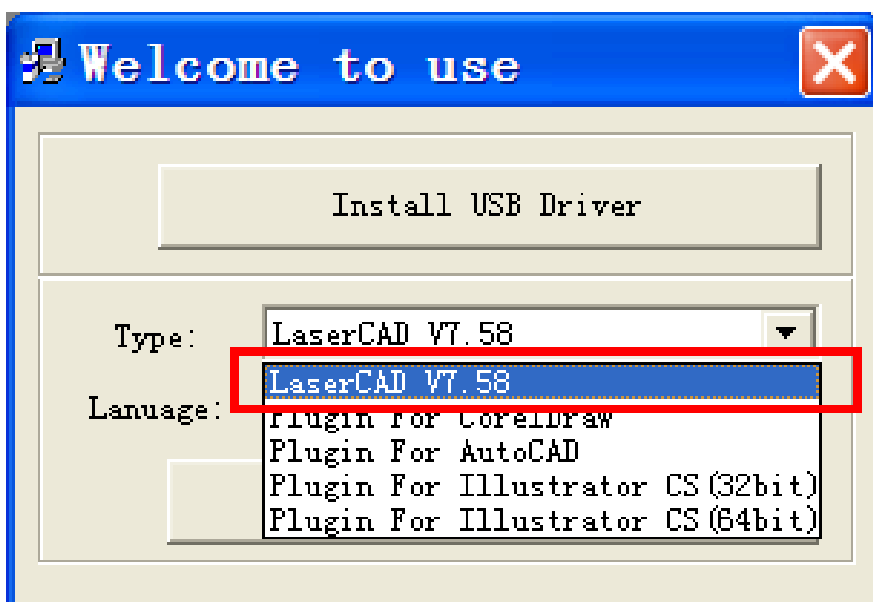 Welcome to use
Install USB Driver
Type:
LaserCAD V7.58
LaserCAD V7.58
Lanuage:
Plugin For CorelDraw
Plugin For AutoCAD
Plugin For Illustrator CS(32bit)
Plugin For Illustrator CS(64bit)